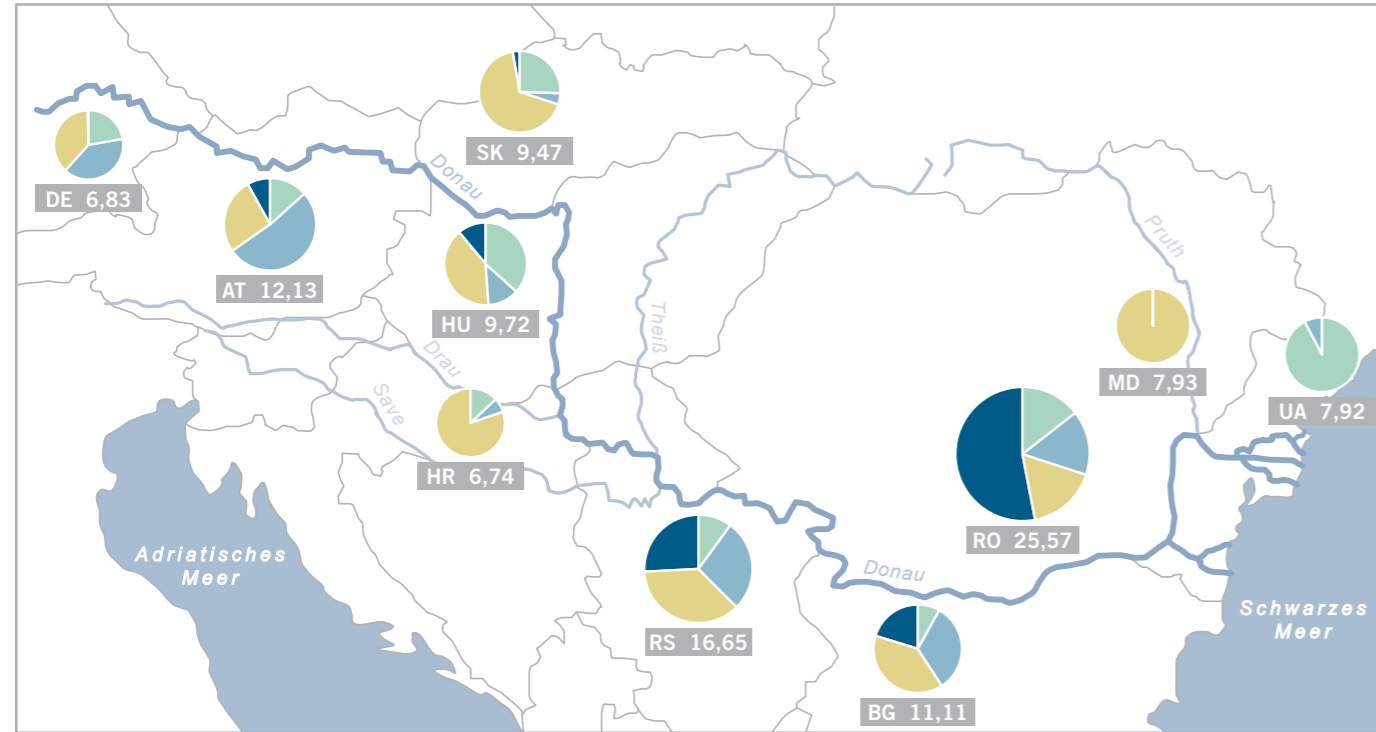 SK 9,47
Donau
DE 6,83
AT 12,13
HU 9,72
Pruth
Theiß
Drau
Save
MD 7,93
UA 7,92
HR 6,74
RO 25,57
Adriatisches
Meer
Donau
RS 16,65
Schwarzes
Meer
BG 11,11